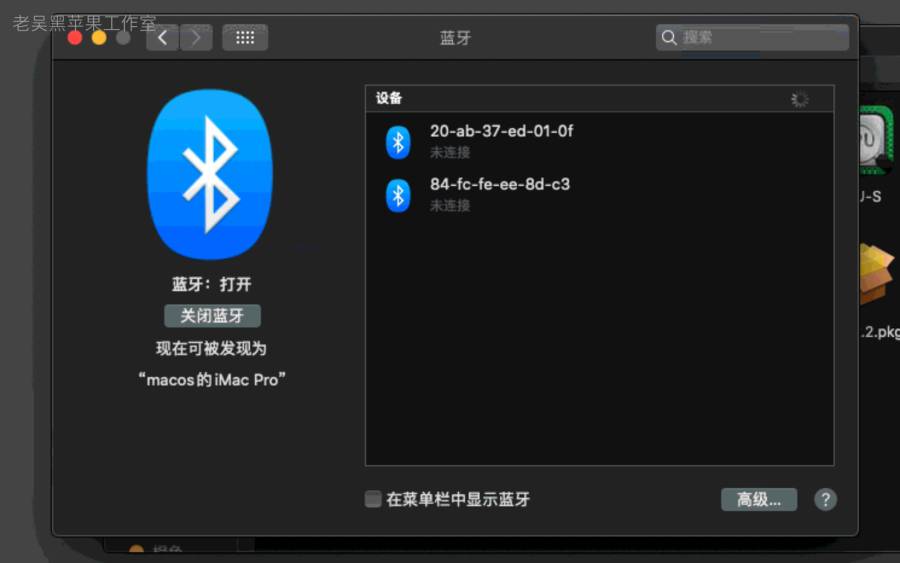 老吴黑苹果工作室
蓝牙
搜索
设备
20-ab-37-ed-01-0f
未连接
84-fc-fe-ee-8d-c3
未连接
蓝牙：打开
关闭蓝牙
现在可被发现为
“macos的iMac Pro”
在菜单栏中显示蓝牙
高级...
?
J-S
.2.pkg